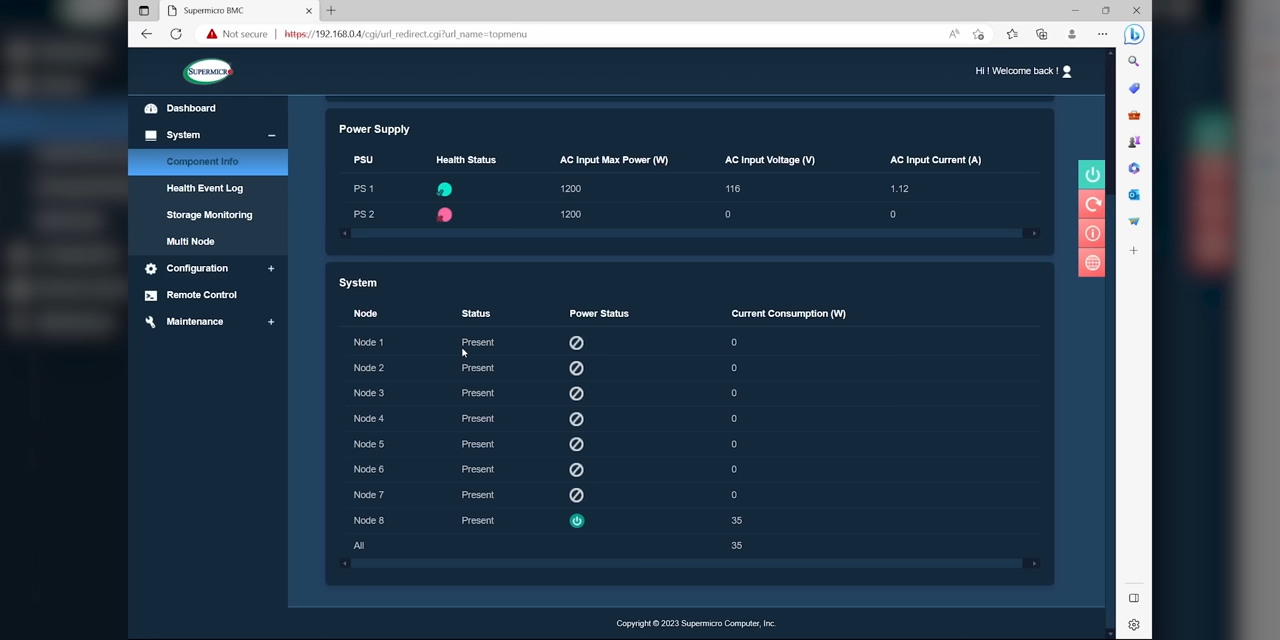 Supermicro BMC
Not secure
https://192.168.0.4/cgi/url_redirect.cgi?url_name=topmenu
SUPERMICR
Hi ! Welcome back !
Dashboard
System
Component Info
Health Event Log
Storage Monitoring
Multi Node
Configuration
Remote Control
Maintenance
Power Supply
PSU Health Status AC Input Max Power (W) AC Input Voltage (V) AC Input Current (A)
PS 1 1200 116 1.12
PS 2 1200 0 0
System
Node Status Power Status Current Consumption (W)
Node 1 Present 0
Node 2 Present 0
Node 3 Present 0
Node 4 Present 0
Node 5 Present 0
Node 6 Present 0
Node 7 Present 0
Node 8 Present 35
All 35
Copyright © 2023 Supermicro Computer, Inc.